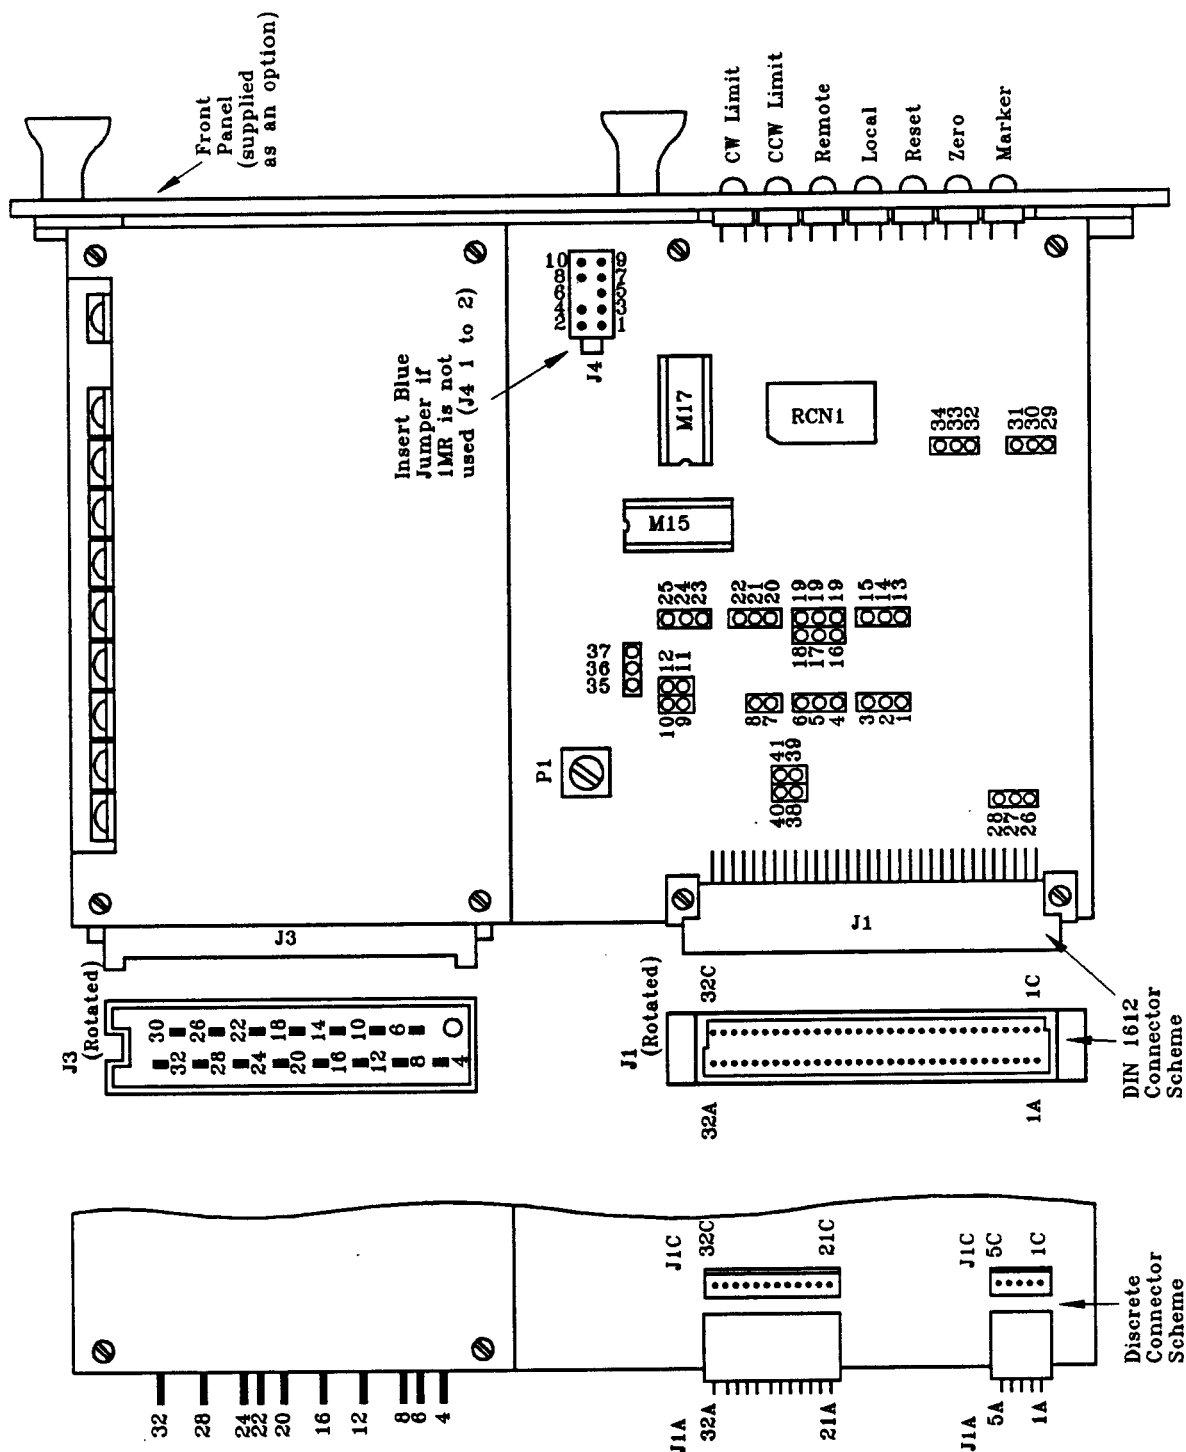 Front
Panel
(supplied
as an option)
CW Limit
CCW Limit
Remote
Local
Reset
Zero
Marker
Insert Blue
Jumper if
1MR is not
used (J4 1 to 2)
10
8
6
4
2
9
7
5
3
1
J4
M17
RCN1
M15
34
33
32
31
30
29
25
24
23
22
21
20
19
19
19
15
14
13
18
17
16
37
36
35
12
11
10
9
8
7
6
5
4
3
2
1
P1
41
39
40
38
28
27
26
J3
J1
J3
(Rotated)
30
26
22
18
14
10
6
32
28
24
20
16
12
8
4
J1
(Rotated)
32C
1C
32A
1A
DIN 1612
Connector
Scheme
J1C
32C
21C
J1C
5C
1C
Discrete
Connector
Scheme
32
28
24
22
20
16
12
8
6
4
J1A
32A
21A
J1A
5A
1A